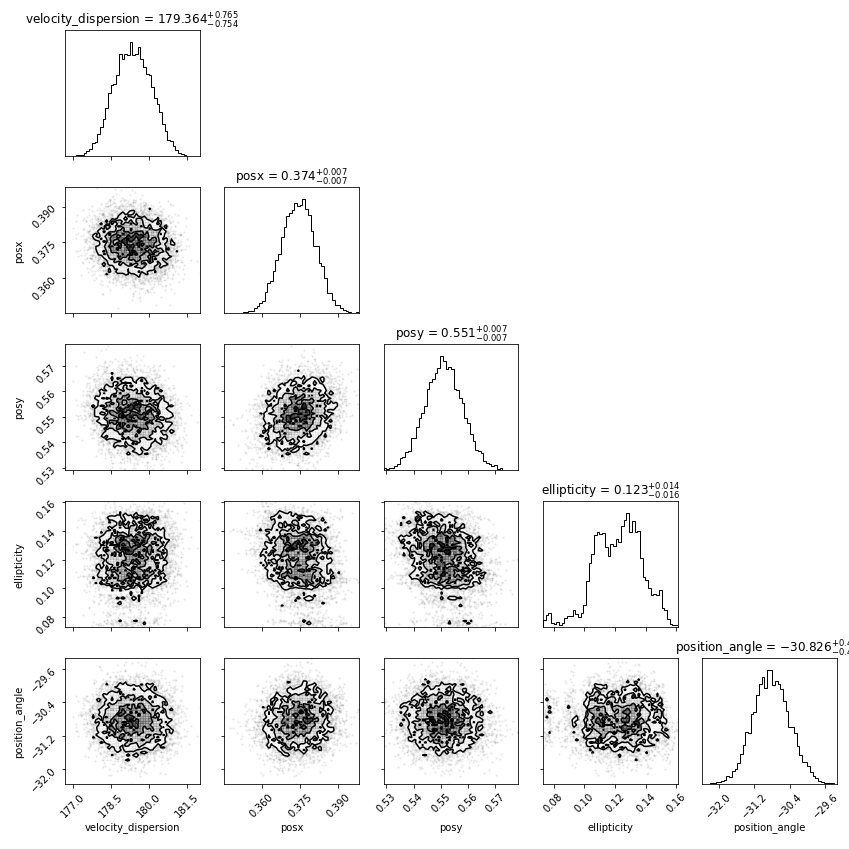 velocity_dispersion = 179.364 +0.765 −0.754
posx = 0.374 +0.007 −0.007
posx
0.390
0.375
0.360
posy = 0.551 +0.007 −0.007
posy
0.57
0.56
0.55
0.54
0.53
ellipticity = 0.123 +0.014 −0.016
ellipticity
0.16
0.14
0.12
0.10
0.08
position_angle = −30.826
position_angle
−29.6
−30.4
−31.2
−32.0
177.0 178.5 180.0 181.5
0.360 0.375 0.390
0.53 0.54 0.55 0.56 0.57
0.08 0.10 0.12 0.14 0.16
−32.0 −31.2 −30.4 −29.6
velocity_dispersion posx posy ellipticity position_angle